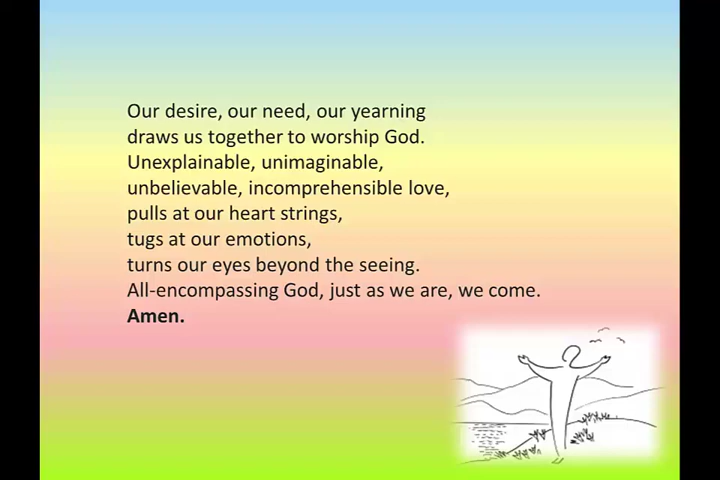 Our desire, our need, our yearning
draws us together to worship God.
Unexplainable, unimaginable,
unbelievable, incomprehensible love,
pulls at our heart strings,
tugs at our emotions,
turns our eyes beyond the seeing.
All-encompassing God, just as we are, we come.
Amen.